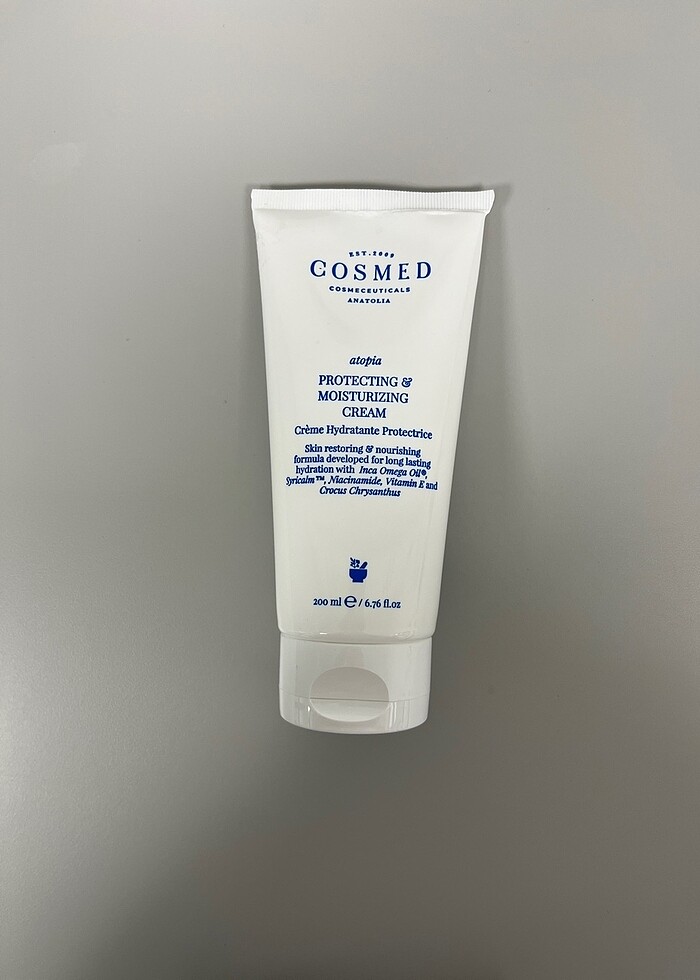 EST.2009
COSMED
COSMECEUTICALS
ANATOLIA
atopia
PROTECTING &
MOISTURIZING
CREAM
Crème Hydratante Protectrice
Skin restoring & nourishing
formula developed for long lasting
hydration with Inca Omega Oil®,
Syricalm™, Niacinamide, Vitamin E and
Crocus Chrysanthus
200 ml ℮ / 6.76 fl.oz